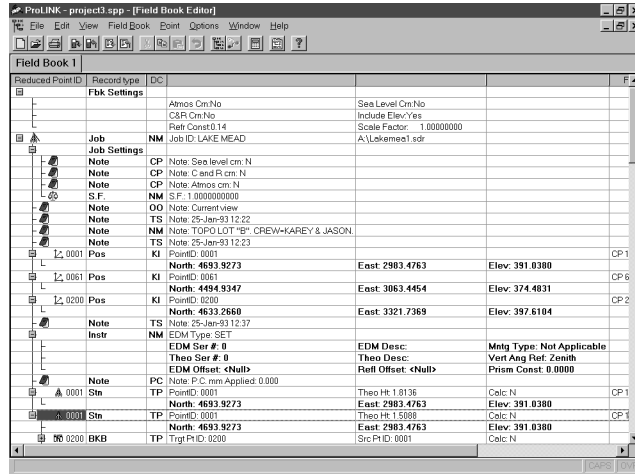 ProLINK - project3.spp - [Field Book Editor]
File Edit View Field Book Point Options Window Help
Field Book 1
Reduced Point ID Record type DC F
Fbk Settings
Atmos Crn:No Sea Level Crn:No
C&R Crn:No Include Elev:Yes
Refr Const:0.14 Scale Factor: 1.00000000
Job NM Job ID: LAKE MEAD A:\Lakemea1.sdr
Job Settings
Note CP Note: Sea level crn: N
Note CP Note: C and R crn: N
Note CP Note: Atmos crn: N
S.F. NM S.F.: 1.0000000000
Note OO Note: Current view
Note TS Note: 25-Jan-93 12:22
Note NM Note: TOPO LOT "B". CREW=KAREY & JASON.
Note TS Note: 25-Jan-93 12:23
0001 Pos KI PointID: 0001 CP 1
North: 4693.9273 East: 2983.4763 Elev: 391.0380
0061 Pos KI PointID: 0061 CP 6
North: 4494.9347 East: 3063.4454 Elev: 374.4831
0200 Pos KI PointID: 0200 CP 2
North: 4633.2660 East: 3321.7369 Elev: 397.6104
Note TS Note: 25-Jan-93 12:37
Instr NM EDM Type: SET
EDM Ser #: 0 EDM Desc: Mntg Type: Not Applicable
Theo Ser #: 0 Theo Desc: Vert Ang Ref: Zenith
EDM Offset: <Null> Refl Offset: <Null> Prism Const: 0.0000
Note PC Note: P.C. mm Applied: 0.000
0001 Stn TP PointID: 0001 Theo Ht: 1.8136 Calc: N CP 1
North: 4693.9273 East: 2983.4763 Elev: 391.0380
0001 Stn TP PointID: 0001 Theo Ht: 1.5088 Calc: N CP 1
North: 4693.9273 East: 2983.4763 Elev: 391.0380
0200 BKB TP Trgt Pt ID: 0200 Src Pt ID: 0001 Calc: N
CAPS OV